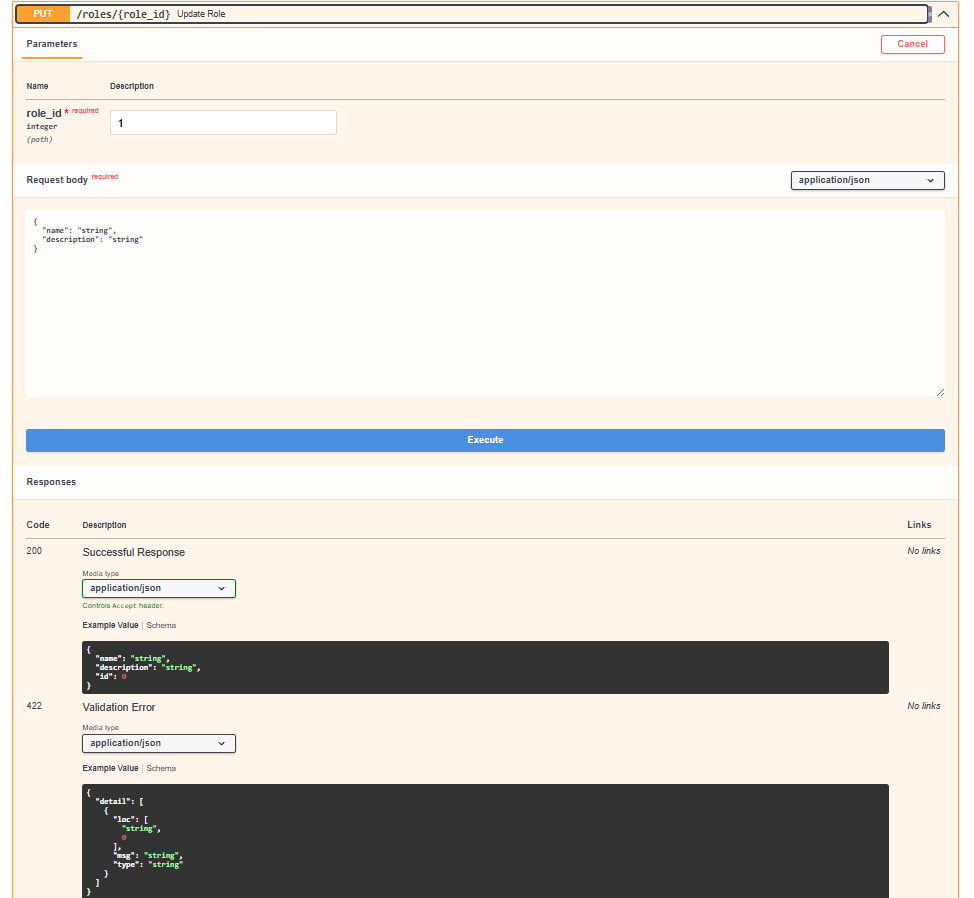 PUT /roles/{role_id} Update Role
Parameters
Cancel
Name Description
role_id * required
integer
(path)
1
Request body required
application/json
{
  "name": "string",
  "description": "string"
}
Execute
Responses
Code Description Links
200 Successful Response No links
Media type
application/json
Controls Accept header.
Example Value | Schema
{
  "name": "string",
  "description": "string",
  "id": 0
}
422 Validation Error No links
Media type
application/json
Example Value | Schema
{
  "detail": [
    {
      "loc": [
        "string",
        0
      ],
      "msg": "string",
      "type": "string"
    }
  ]
}